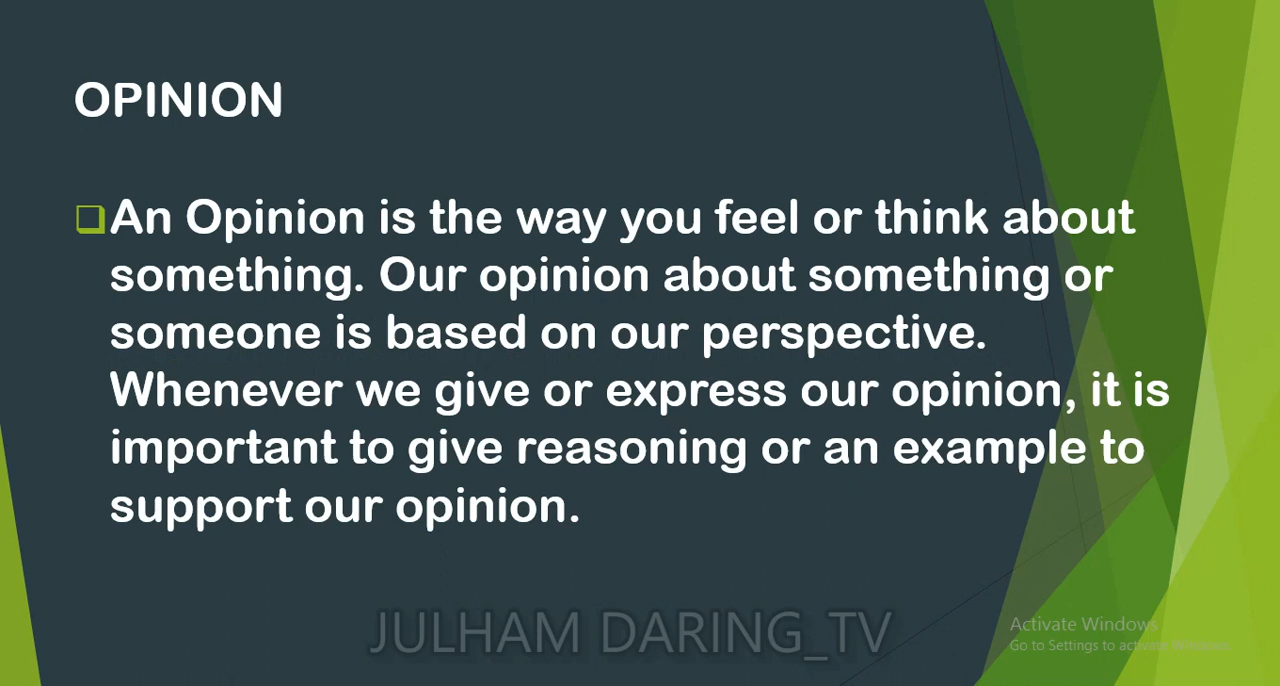 OPINION
An Opinion is the way you feel or think about
something. Our opinion about something or
someone is based on our perspective.
Whenever we give or express our opinion, it is
important to give reasoning or an example to
support our opinion.
JULHAM DARING_TV
Activate Windows
Go to Settings to activate Windows.